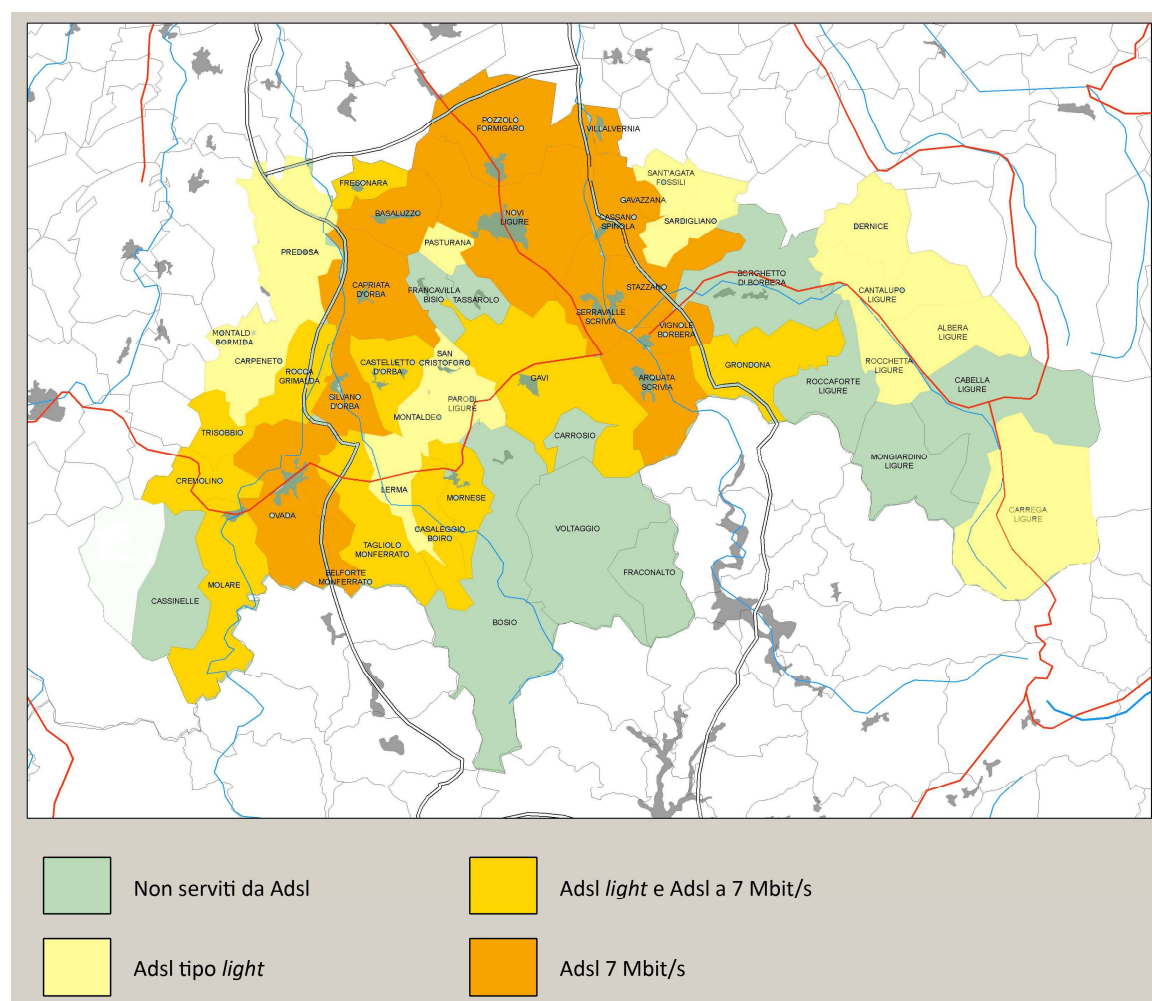 POZZOLO
FORMIGARO
VILLALVERNIA
SANT'AGATA
FOSSILI
FRESONARA
GAVAZZANA
BASALUZZO
NOVI
LIGURE
CASSANO
SPINOLA
SARDIGLIANO
DERNICE
PASTURANA
PREDOSA
BORGHETTO
DI BORBERA
CAPRIATA
D'ORBA
FRANCAVILLA
BISIO
TASSAROLO
STAZZANO
CANTALUPO
LIGURE
SERRAVALLE
SCRIVIA
VIGNOLE
BORBERA
ALBERA
LIGURE
MONTALDO
BORMIDA
CARPENETO
SAN
CRISTOFORO
CASTELLETTO
D'ORBA
ROCCA
GRIMALDA
GAVI
GRONDONA
ROCCHETTA
LIGURE
ARQUATA
SCRIVIA
ROCCAFORTE
LIGURE
CABELLA
LIGURE
SILVANO
D'ORBA
PARODI
LIGURE
MONTALDEO
TRISOBBIO
CARROSIO
MONGIARDINO
LIGURE
CREMOLINO
LERMA
MORNESE
CARREGA
LIGURE
OVADA
CASALEGGIO
BOIRO
VOLTAGGIO
TAGLIOLO
MONFERRATO
FRACONALTO
BELFORTE
MONFERRATO
MOLARE
CASSINELLE
BOSIO
Non serviti da Adsl
Adsl light e Adsl a 7 Mbit/s
Adsl tipo light
Adsl 7 Mbit/s